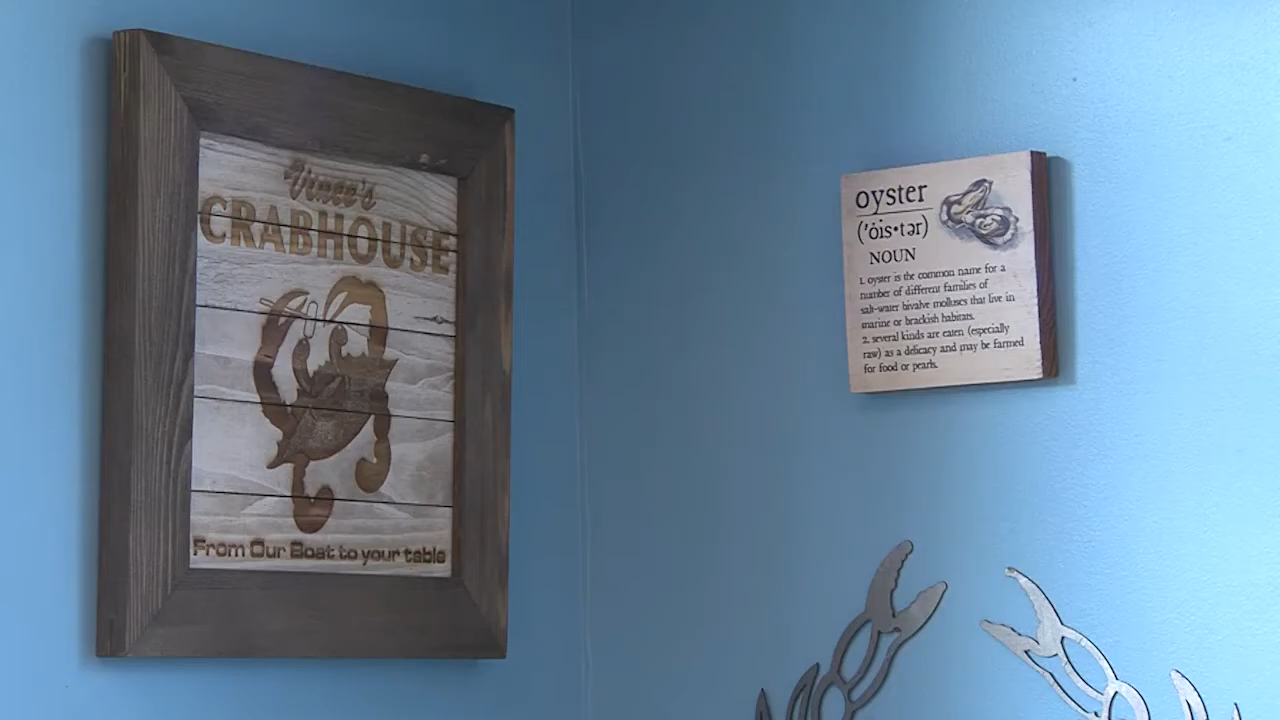 Vince's
CRABHOUSE
From Our Boat to your table
oyster
('òis•tər)
NOUN
1. oyster is the common name for a
number of different families of
salt-water bivalve molluscs that live in
marine or brackish habitats.
2. several kinds are eaten (especially
raw) as a delicacy and may be farmed
for food or pearls.